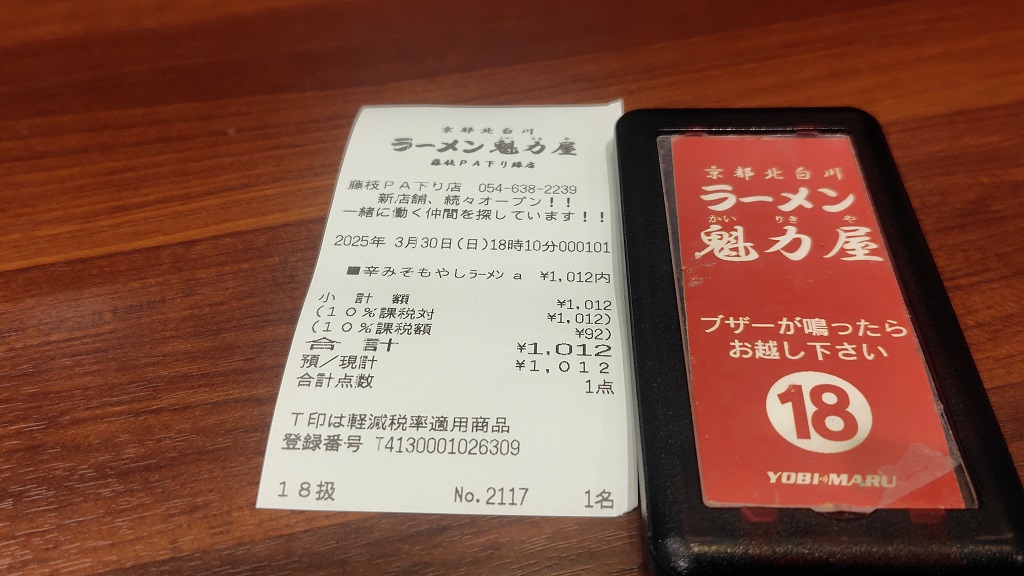 京都北白川
ラーメン魁力屋
藤枝PA下り線店
藤枝PA下り店 054-638-2239
新店舗、続々オープン!!
一緒に働く仲間を探しています!!
2025年 3月30日(日)18時10分000101
■辛みそもやしラーメン a ¥1,012内
小計額 ¥1,012
(10%課税対 ¥1,012)
(10%課税額 ¥92)
合計 ¥1,012
預/現計 ¥1,012
合計点数 1点
T印は軽減税率適用商品
登録番号 T4130001026309
18扱 No.2117 1名
京都北白川
ラーメン
かい りき や
魁力屋
ブザーが鳴ったら
お越し下さい
18
YOBI-MARU